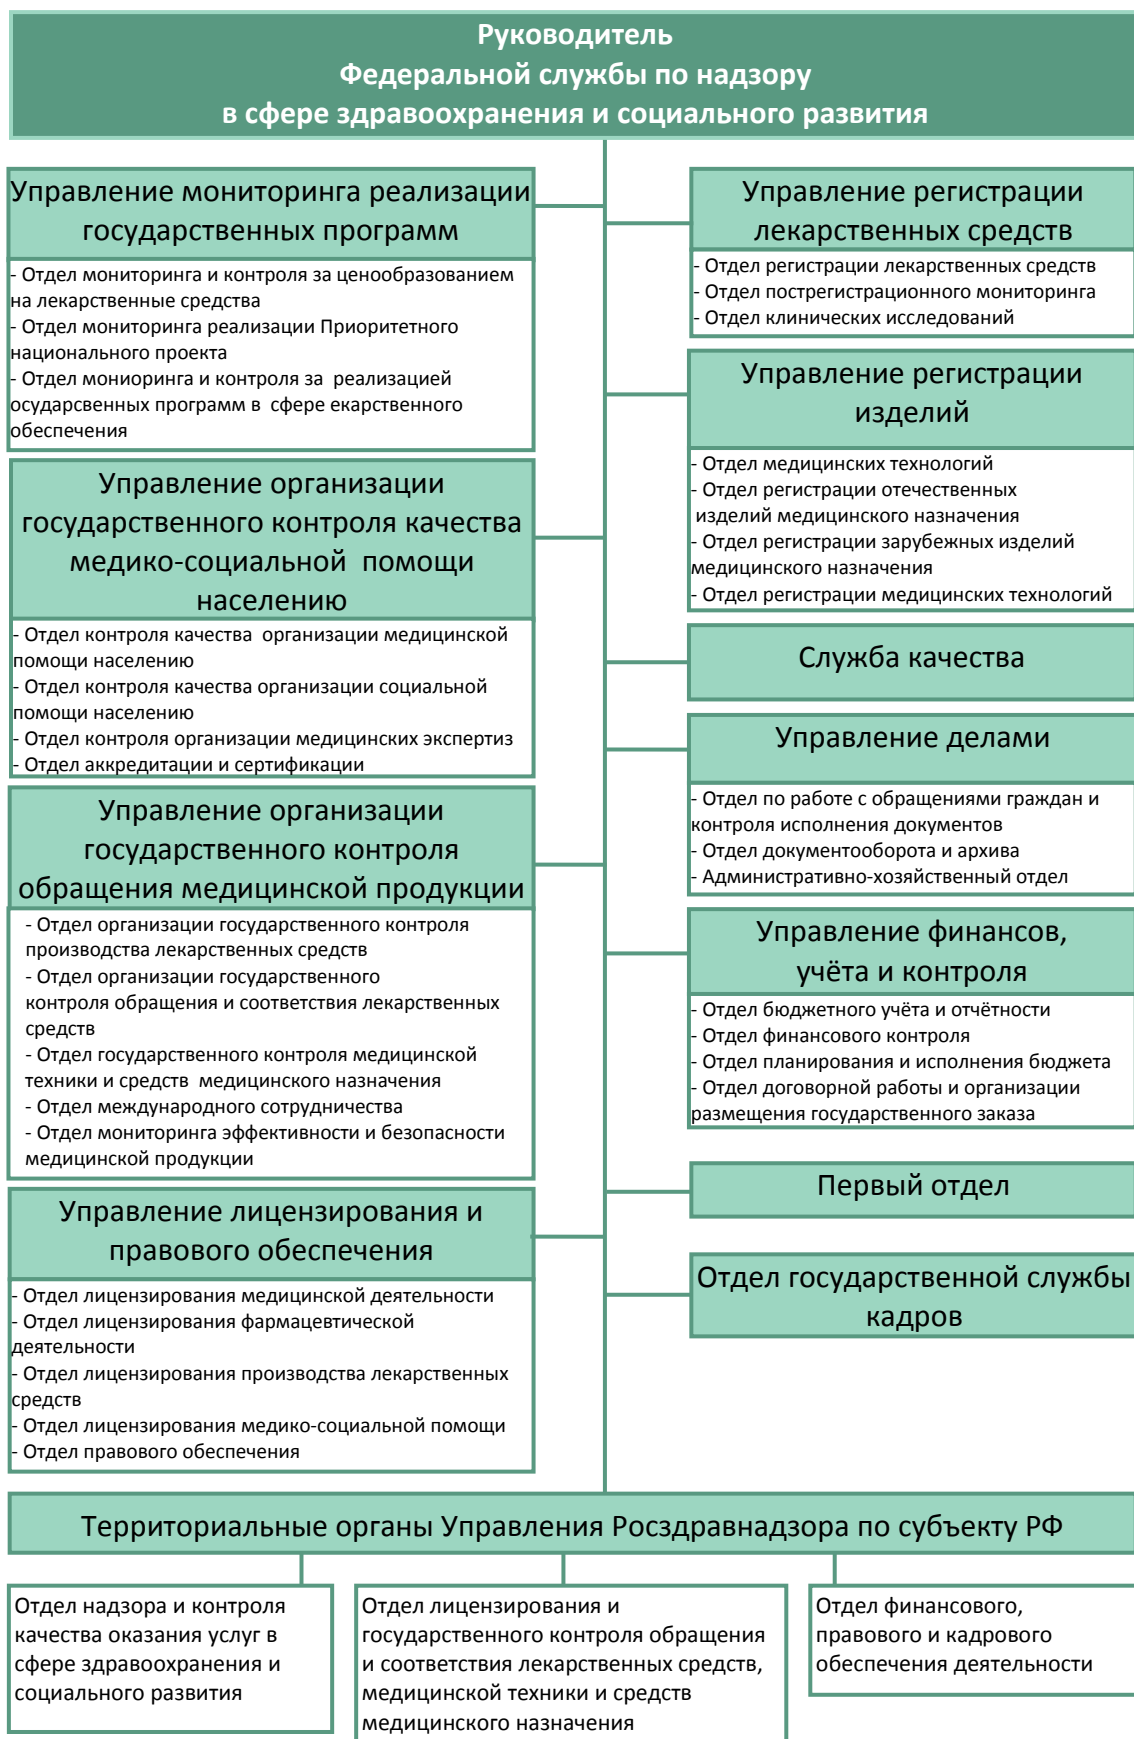 Руководитель
Федеральной службы по надзору
в сфере здравоохранения и социального развития
Управление мониторинга реализации
государственных программ
- Отдел мониторинга и контроля за ценообразованием
на лекарственные средства
- Отдел мониторинга реализации Приоритетного
национального проекта
- Отдел мониоринга и контроля за реализацией
осударсвенных программ в сфере екарственного
обеспечения
Управление организации
государственного контроля качества
медико-социальной помощи
населению
- Отдел контроля качества организации медицинской
помощи населению
- Отдел контроля качества организации социальной
помощи населению
- Отдел контроля организации медицинских экспертиз
- Отдел аккредитации и сертификации
Управление организации
государственного контроля
обращения медицинской продукции
- Отдел организации государственного контроля
производства лекарственных средств
- Отдел организации государственного
контроля обращения и соответствия лекарственных
средств
- Отдел государственного контроля медицинской
техники и средств медицинского назначения
- Отдел международного сотрудничества
- Отдел мониторинга эффективности и безопасности
медицинской продукции
Управление лицензирования и
правового обеспечения
- Отдел лицензирования медицинской деятельности
- Отдел лицензирования фармацевтической
деятельности
- Отдел лицензирования производства лекарственных
средств
- Отдел лицензирования медико-социальной помощи
- Отдел правового обеспечения
Управление регистрации
лекарственных средств
- Отдел регистрации лекарственных средств
- Отдел пострегистрационного мониторинга
- Отдел клинических исследований
Управление регистрации
изделий
- Отдел медицинских технологий
- Отдел регистрации отечественных
изделий медицинского назначения
- Отдел регистрации зарубежных изделий
медицинского назначения
- Отдел регистрации медицинских технологий
Служба качества
Управление делами
- Отдел по работе с обращениями граждан и
контроля исполнения документов
- Отдел документооборота и архива
- Административно-хозяйственный отдел
Управление финансов,
учёта и контроля
- Отдел бюджетного учёта и отчётности
- Отдел финансового контроля
- Отдел планирования и исполнения бюджета
- Отдел договорной работы и организации
размещения государственного заказа
Первый отдел
Отдел государственной службы
кадров
Территориальные органы Управления Росздравнадзора по субъекту РФ
Отдел надзора и контроля
качества оказания услуг в
сфере здравоохранения и
социального развития
Отдел лицензирования и
государственного контроля обращения
и соответствия лекарственных средств,
медицинской техники и средств
медицинского назначения
Отдел финансового,
правового и кадрового
обеспечения деятельности